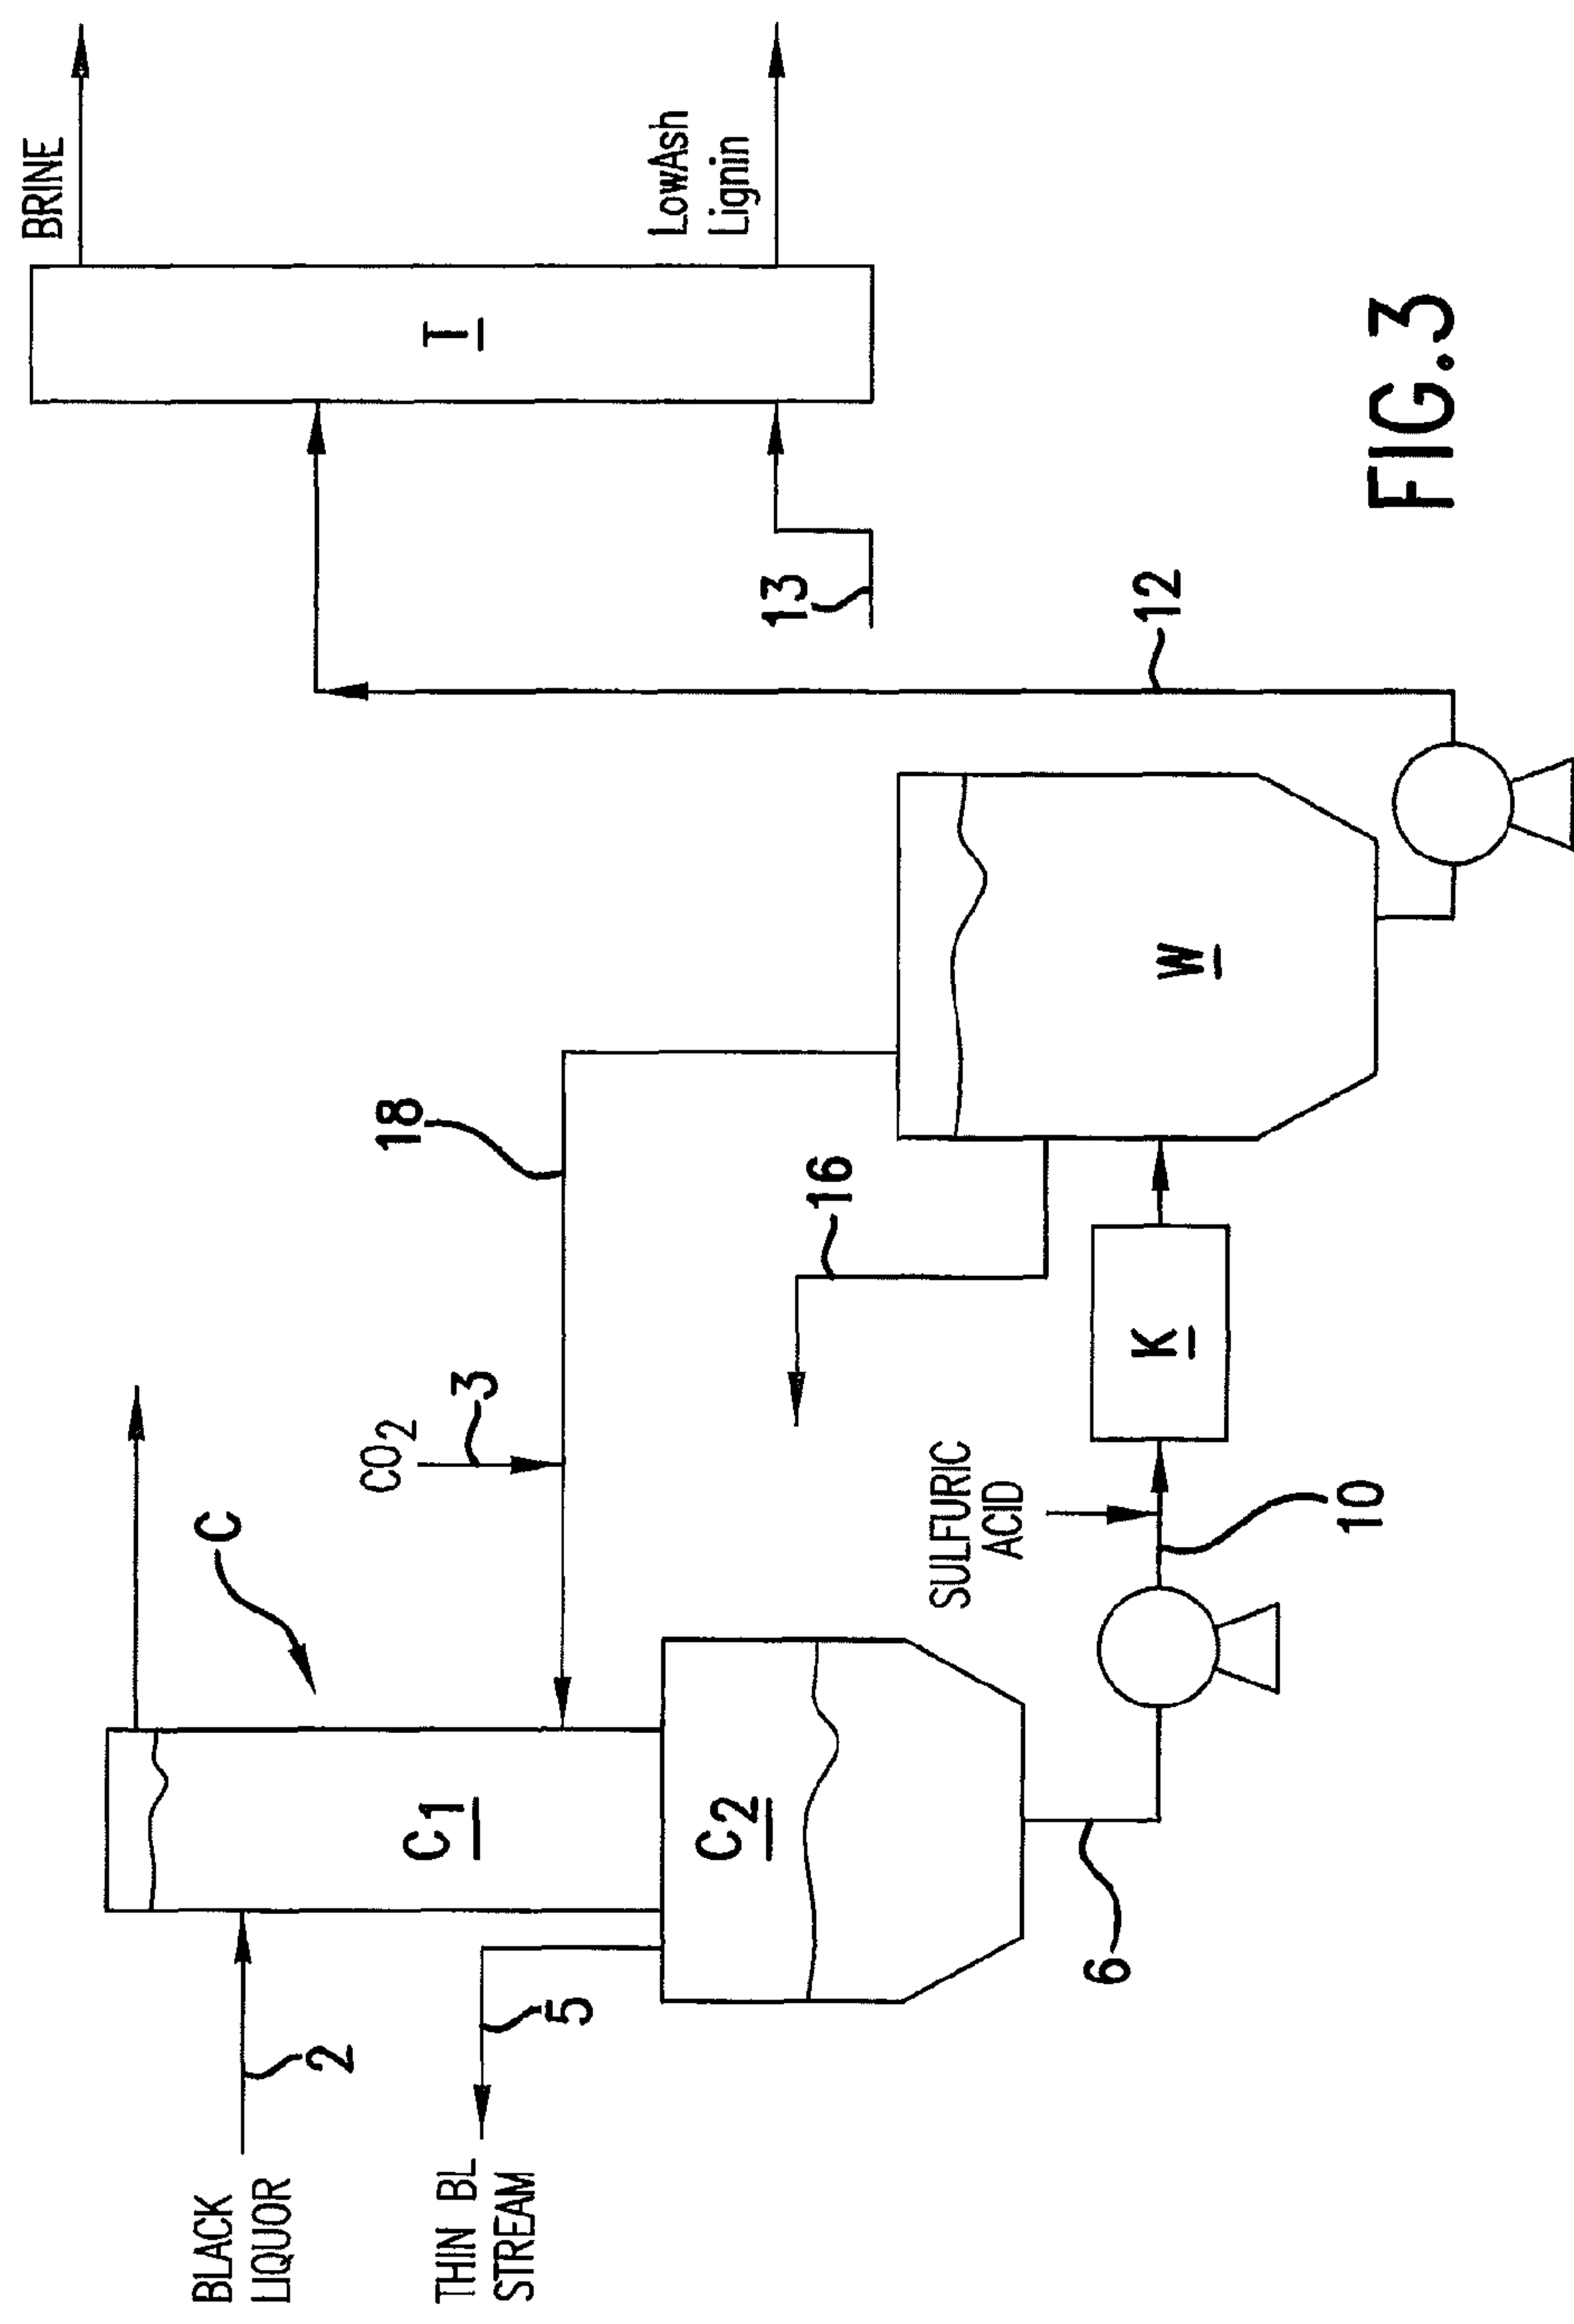 BLACK
LIQUOR
2
THIN BL
STREAM
5
C
C1
C2
6
CO2
3
18
SULFURIC
ACID
10
K
16
W
12
13
T
BRINE
LowAsh
Lignin
FIG.3